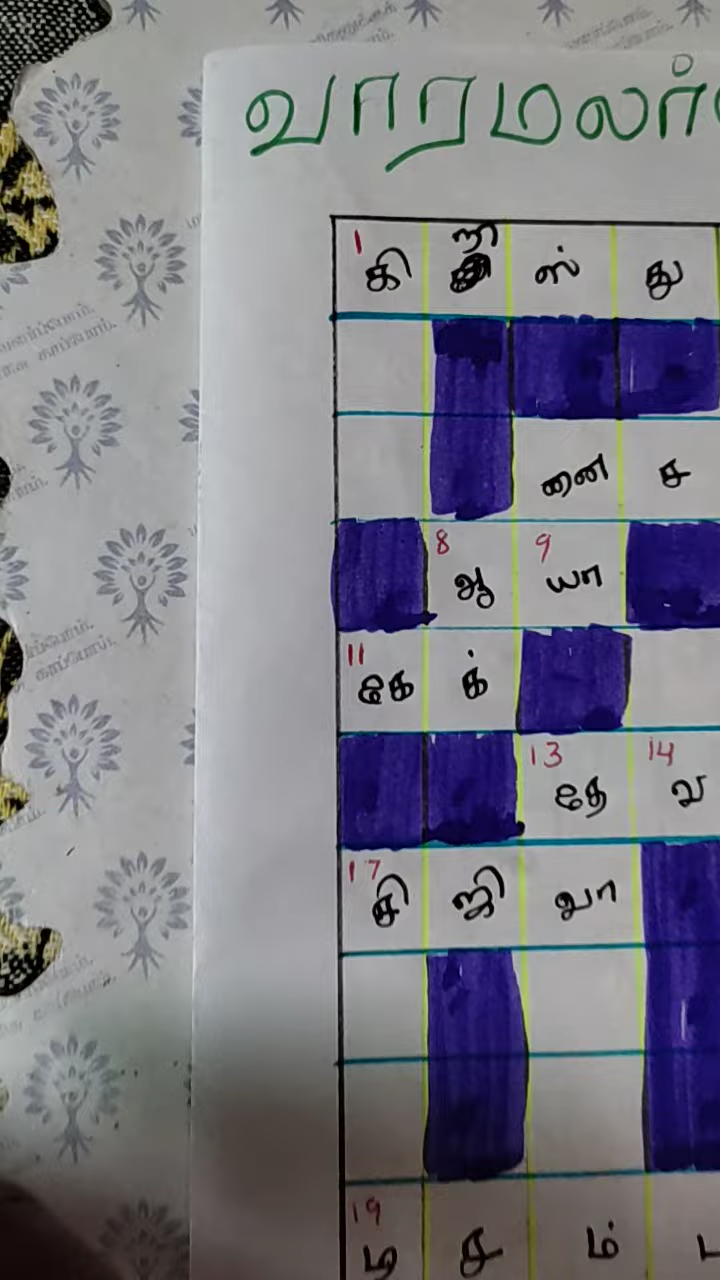 வாரமலர்
1
கி றி ஸ் து
னை ச
8 9
ஆ யா
11
கே க்
13 14
தே வ
17
சி ஜி வா
19
டி ச ம் ப